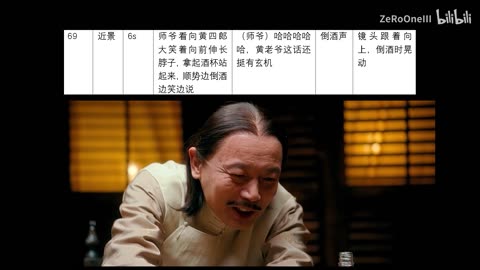 ZeRoOneIII bilibili
69
近景
6s
师爷看向黄四郎
大笑着向前伸长
脖子，拿起酒杯站
起来，顺势边倒酒
边笑边说
（师爷）哈哈哈哈
哈，黄老爷这话还
挺有玄机
倒酒声
镜头跟着向
上，倒酒时晃
动